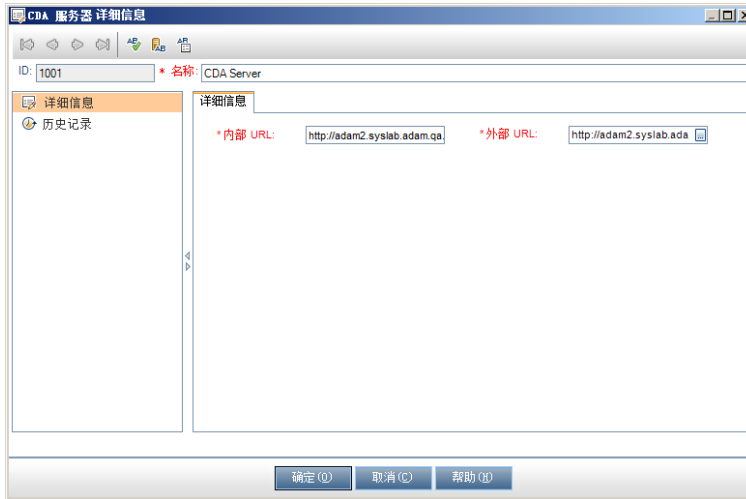 CDA 服务器详细信息
ID: 1001 * 名称: CDA Server
详细信息
历史记录
详细信息
*内部 URL: http://adam2.syslab.adam.qa. *外部 URL: http://adam2.syslab.ada ...
确定(O) 取消(C) 帮助(H)